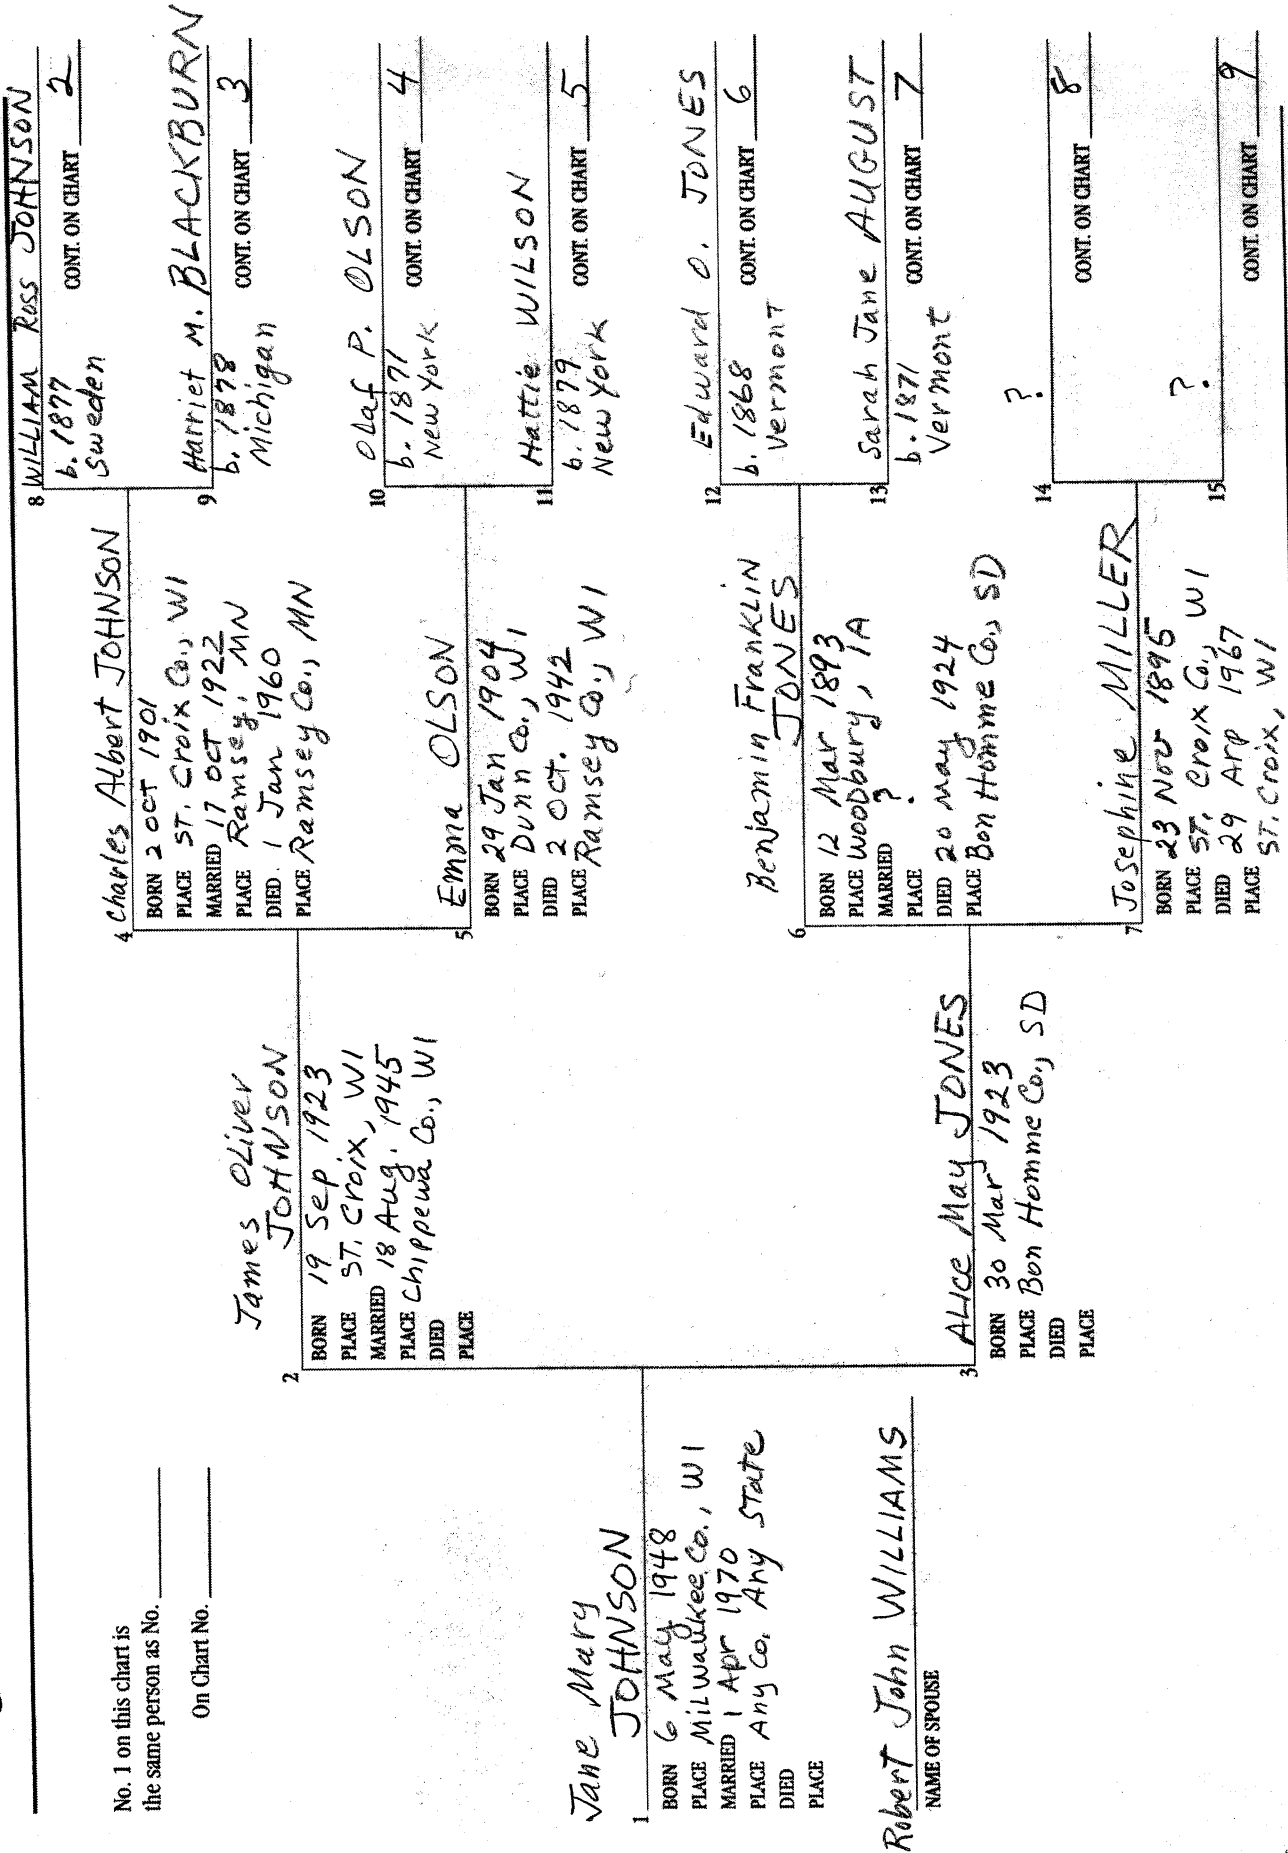 No. 1 on this chart is
the same person as No.
On Chart No.
Jane Mary
JOHNSON
1
BORN 6 May 1948
PLACE Milwaukee Co., WI
MARRIED 1 Apr 1970
PLACE Any Co. Any State
DIED
PLACE
Robert John WILLIAMS
NAME OF SPOUSE
James Oliver
JOHNSON
2
BORN 19 Sep 1923
PLACE ST. Croix, WI
MARRIED 18 Aug. 1945
PLACE Chippewa Co., WI
DIED
PLACE
ALice May JONES
3
BORN 30 Mar 1923
PLACE Bon Homme Co., SD
DIED
PLACE
4 Charles Albert JOHNSON
BORN 2 OCT 1901
PLACE ST. Croix Co., WI
MARRIED 17 OCT 1922
PLACE Ramsey, MN
DIED 1 Jan 1960
PLACE Ramsey Co., MN
5 Emma OLSON
BORN 29 Jan 1904
PLACE Dunn Co., WI
DIED 2 Oct. 1942
PLACE Ramsey Co., WI
Benjamin Franklin
JONES
6
BORN 12 Mar 1893
PLACE Woodbury, IA
MARRIED ?
PLACE
DIED 20 May 1924
PLACE Bon Homme Co., SD
7 Josephine MILLER
BORN 23 Nov 1895
PLACE ST. Croix Co., WI
DIED 29 Arp 1967
PLACE ST. Croix, WI
8 WILLIAM Ross JOHNSON
b. 1877
Sweden
CONT. ON CHART 2
9 Harriet M. BLACKBURN
b. 1878
Michigan
CONT. ON CHART 3
10 Olaf P. OLSON
b. 1871
New York
CONT. ON CHART 4
11 Hattie WILSON
b. 1879
New York
CONT. ON CHART 5
12 Edward O. JONES
b. 1868
Vermont
CONT. ON CHART 6
13 Sarah Jane AUGUST
b. 1871
Vermont
CONT. ON CHART 7
14 ?
CONT. ON CHART 8
15 ?
CONT. ON CHART 9